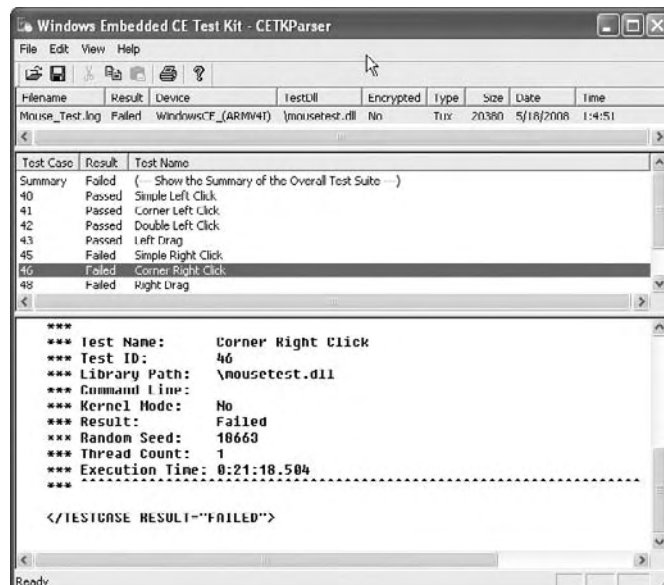 Windows Embedded CE Test Kit - CETKParser
File Edit View Help
Filename Result Device TestDll Encrypted Type Size Date Time
Mouse_Test.log Failed WindowsCE_(ARMV4I) \mousetest.dll No Tux 20380 5/18/2008 1:4:51
Test Case Result Test Name
Summary Failed (--- Show the Summary of the Overall Test Suite ---)
40 Passed Simple Left Click
41 Passed Corner Left Click
42 Passed Double Left Click
43 Passed Left Drag
45 Failed Simple Right Click
46 Failed Corner Right Click
48 Failed Right Drag
***
*** Test Name: Corner Right Click
*** Test ID: 46
*** Library Path: \mousetest.dll
*** Command Line:
*** Kernel Mode: No
*** Result: Failed
*** Random Seed: 18663
*** Thread Count: 1
*** Execution Time: 0:21:18.504
*** ^^^^^^^^^^^^^^^^^^^^^^^^^^^^^^^^^^^^^^^^^^^^^^^^^^^^^^^^^^^^^^
</TESTCASE RESULT="FAILED">
Ready